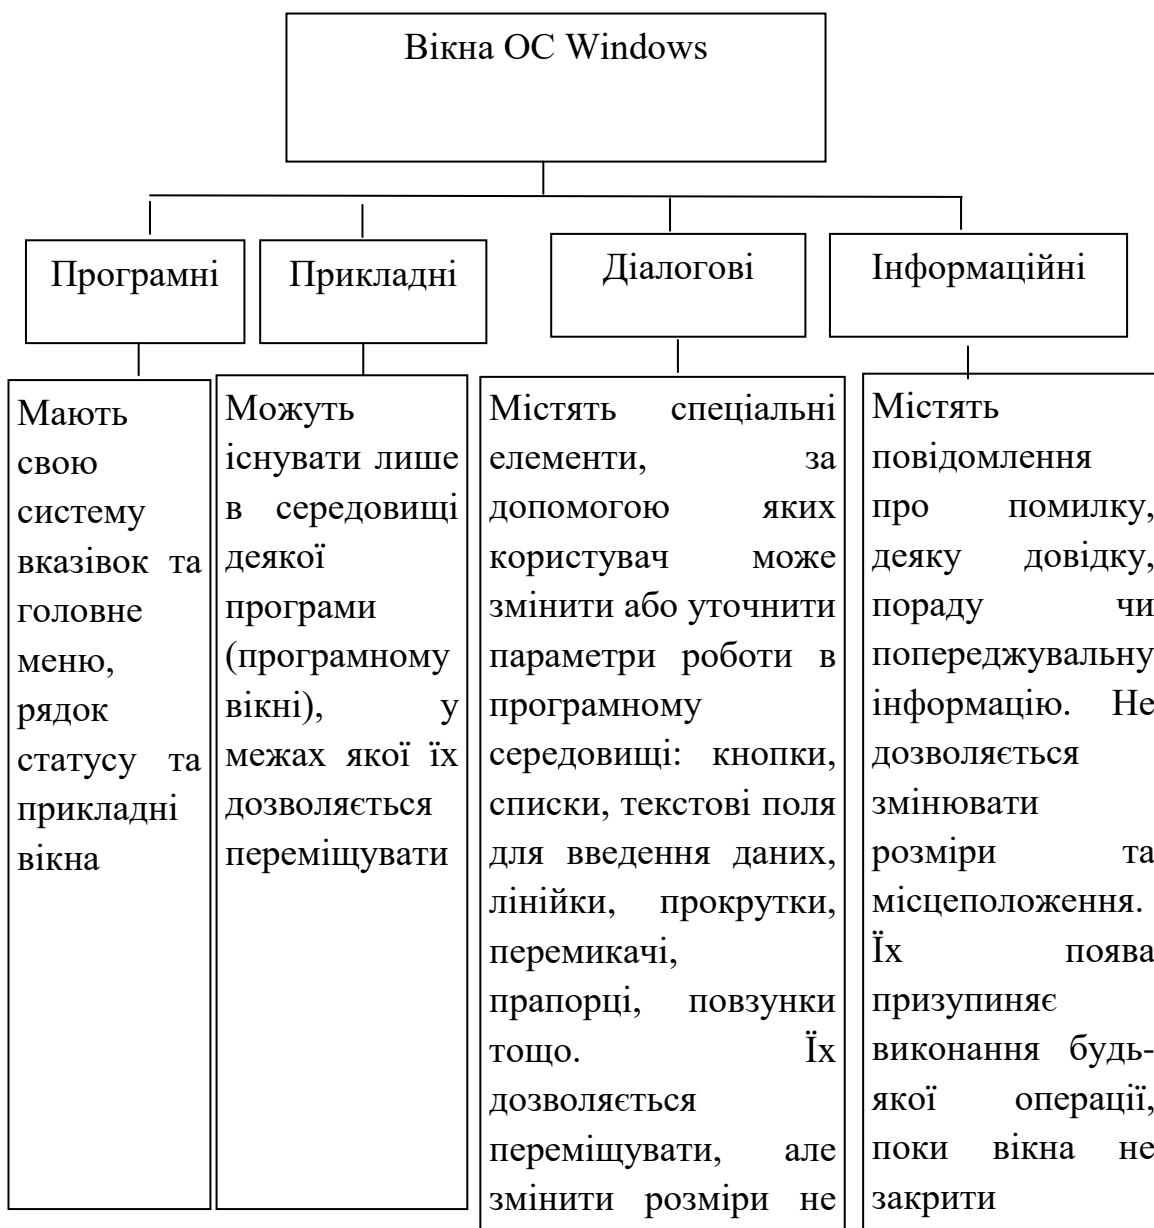 Вікна ОС Windows
Програмні
Прикладні
Діалогові
Інформаційні
Мають
свою
систему
вказівок та
головне
меню,
рядок
статусу та
прикладні
вікна
Можуть
існувати лише
в середовищі
деякої
програми
(програмному
вікні), у
межах якої їх
дозволяється
переміщувати
Містять спеціальні
елементи, за
допомогою яких
користувач може
змінити або уточнити
параметри роботи в
програмному
середовищі: кнопки,
списки, текстові поля
для введення даних,
лінійки, прокрутки,
перемикачі,
прапорці, повзунки
тощо. Їх
дозволяється
переміщувати, але
змінити розміри не
Містять
повідомлення
про помилку,
деяку довідку,
пораду чи
попереджувальну
інформацію. Не
дозволяється
змінювати
розміри та
місцеположення.
Їх поява
призупиняє
виконання будь-
якої операції,
поки вікна не
закрити